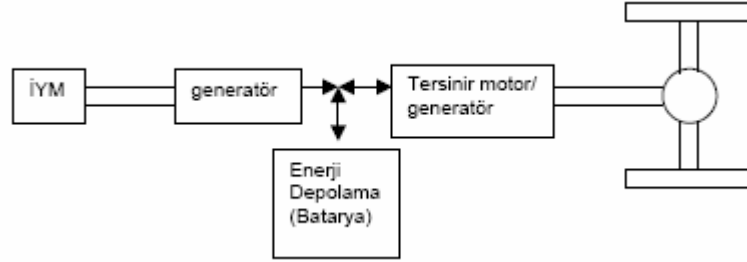 İYM
generatör
Tersinir motor/
generatör
Enerji
Depolama
(Batarya)